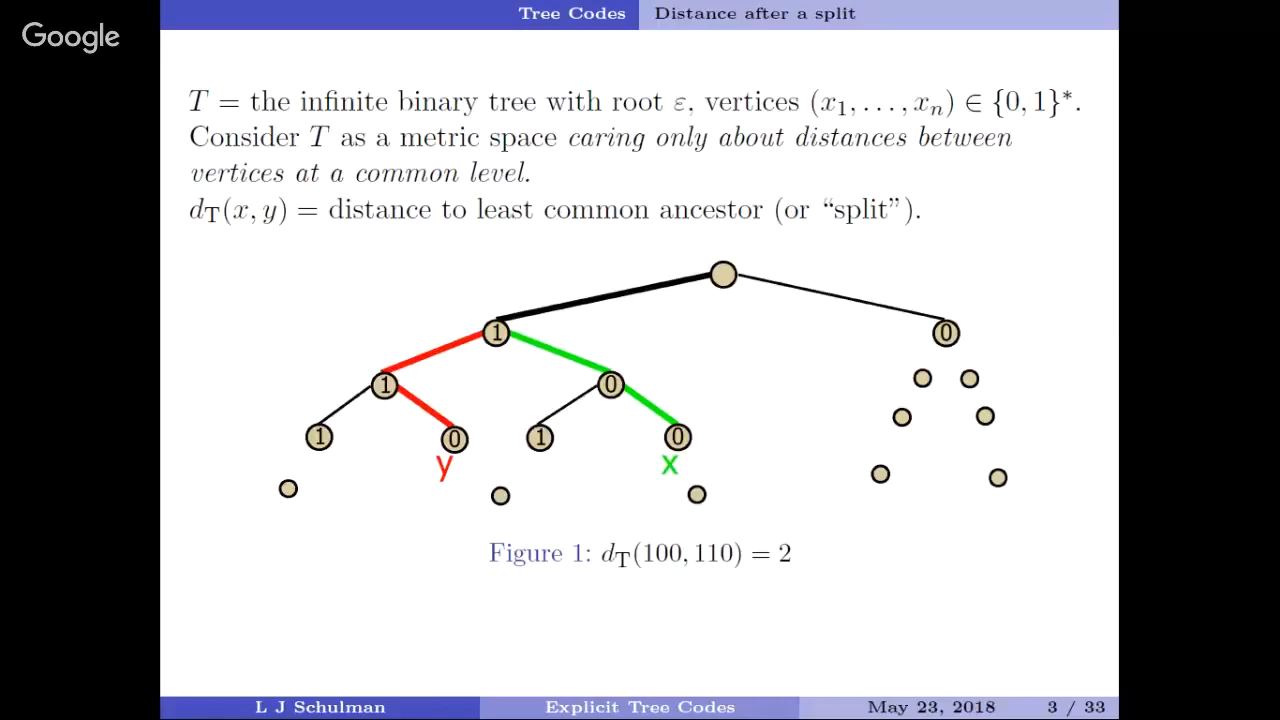 Google
Tree Codes Distance after a split
T = the infinite binary tree with root ε, vertices (x₁, . . . , xₙ) ∈ {0, 1}*.
Consider T as a metric space caring only about distances between
vertices at a common level.
d_T(x, y) = distance to least common ancestor (or “split”).
1 0
1 0
1 0 1 0
y x
Figure 1: d_T(100, 110) = 2
L J Schulman Explicit Tree Codes May 23, 2018 3 / 33